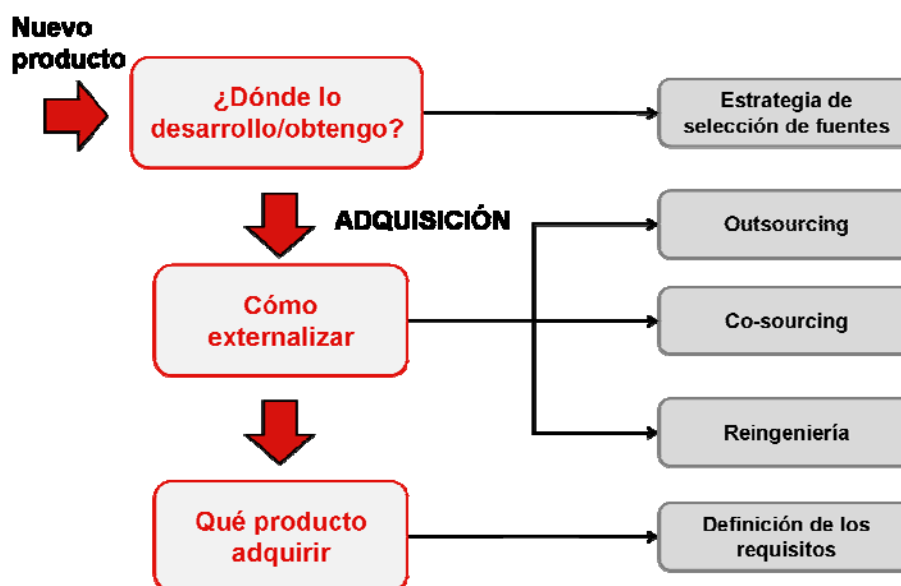 Nuevo
producto
¿Dónde lo
desarrollo/obtengo?
Estrategia de
selección de fuentes
ADQUISICIÓN
Outsourcing
Cómo
externalizar
Co-sourcing
Reingeniería
Qué producto
adquirir
Definición de los
requisitos